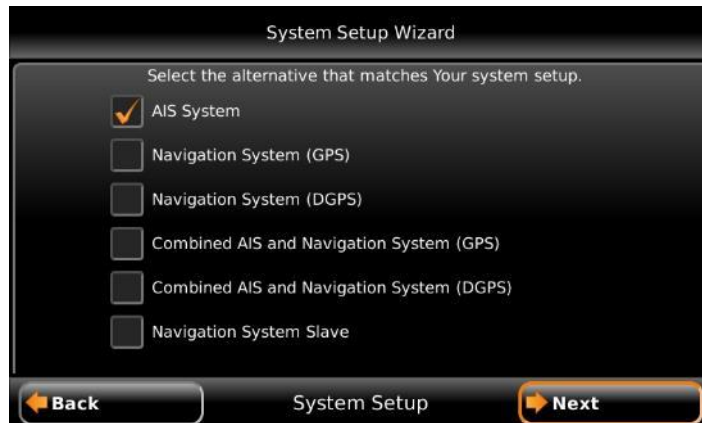 System Setup Wizard
Select the alternative that matches Your system setup.
AIS System
Navigation System (GPS)
Navigation System (DGPS)
Combined AIS and Navigation System (GPS)
Combined AIS and Navigation System (DGPS)
Navigation System Slave
Back System Setup Next